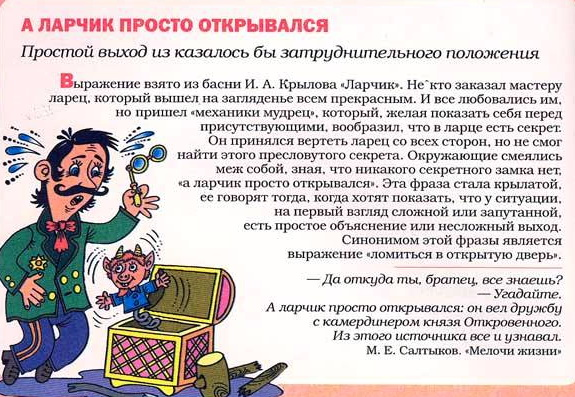 А ЛАРЧИК ПРОСТО ОТКРЫВАЛСЯ
Простой выход из казалось бы затруднительного положения
Выражение взято из басни И. А. Крылова «Ларчик». Не`кто заказал мастеру
ларец, который вышел на загляденье всем прекрасным. И все любовались им,
но пришел «механики мудрец», который, желая показать себя перед
присутствующими, вообразил, что в ларце есть секрет.
Он принялся вертеть ларец со всех сторон, но не смог
найти этого пресловутого секрета. Окружающие смеялись
меж собой, зная, что никакого секретного замка нет,
«а ларчик просто открывался». Эта фраза стала крылатой,
ее говорят тогда, когда хотят показать, что у ситуации,
на первый взгляд сложной или запутанной,
есть простое объяснение или несложный выход.
Синонимом этой фразы является
выражение «ломиться в открытую дверь».
— Да откуда ты, братец, все знаешь?
— Угадайте.
А ларчик просто открывался: он вел дружбу
с камердинером князя Откровенного.
Из этого источника все и узнавал.
М. Е. Салтыков. «Мелочи жизни»